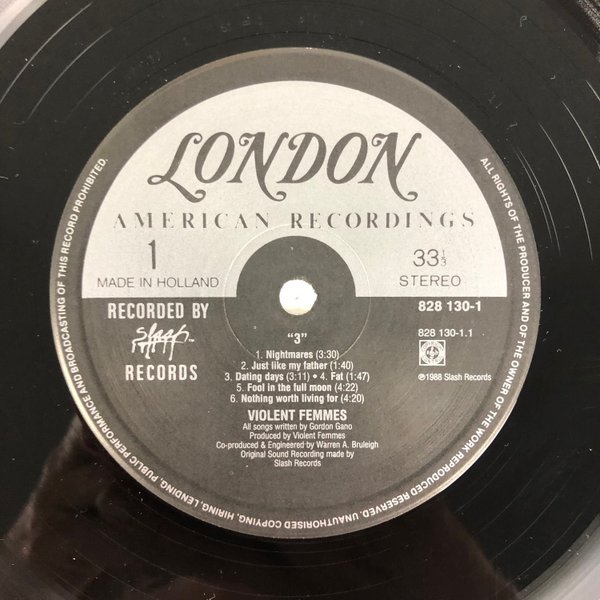 LONDON
AMERICAN RECORDINGS
1
33⅓
MADE IN HOLLAND
STEREO
RECORDED BY
Slash
RECORDS
828 130-1
828 130-1.1
℗1988 Slash Records
"3"
1. Nightmares (3:30)
2. Just like my father (1:40)
3. Dating days (3:11) • 4. Fat (1:47)
5. Fool in the full moon (4:22)
6. Nothing worth living for (4:20)
VIOLENT FEMMES
All songs written by Gordon Gano
Produced by Violent Femmes
Co-produced & Engineered by Warren A. Bruleigh
Original Sound Recording made by
Slash Records
ALL RIGHTS OF THE PRODUCER AND OF THE OWNER OF THE WORK REPRODUCED RESERVED. UNAUTHORISED COPYING, HIRING, LENDING, PUBLIC PERFORMANCE AND BROADCASTING OF THIS RECORD PROHIBITED.